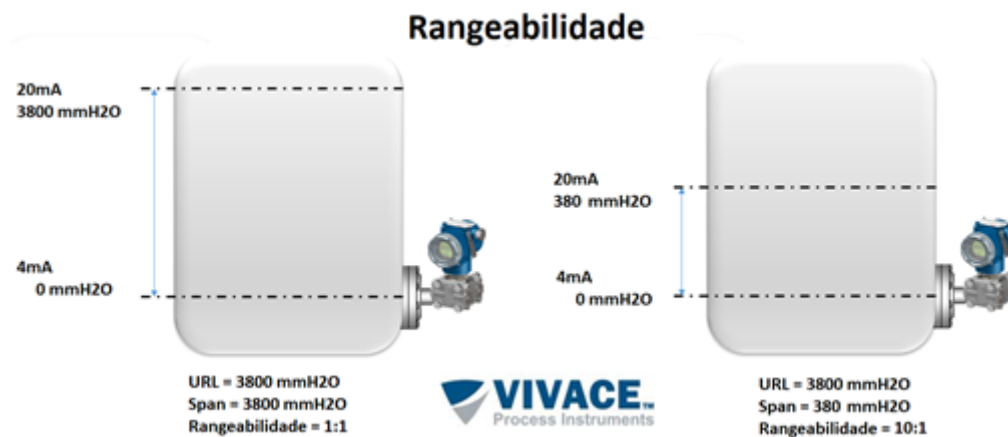 Rangeabilidade
20mA
3800 mmH2O
4mA
0 mmH2O
URL = 3800 mmH2O
Span = 3800 mmH2O
Rangeabilidade = 1:1
20mA
380 mmH2O
4mA
0 mmH2O
URL = 3800 mmH2O
Span = 380 mmH2O
Rangeabilidade = 10:1
VIVACE™
Process Instruments